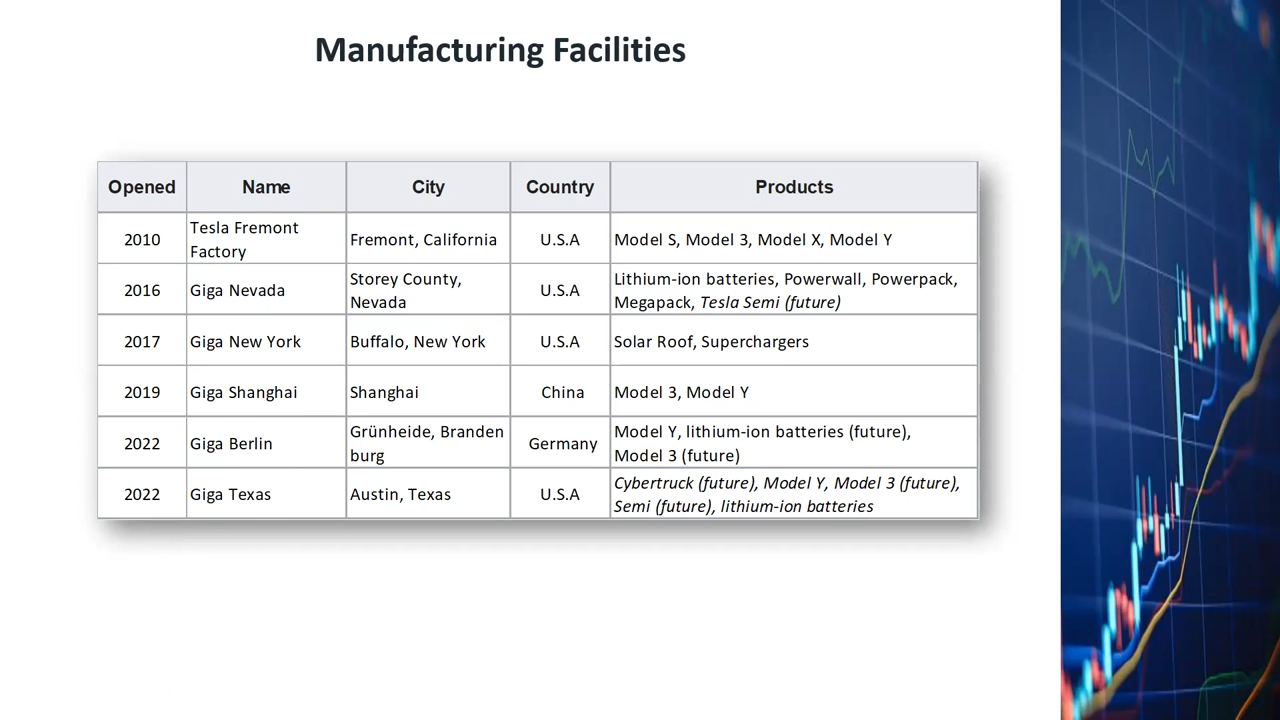 Manufacturing Facilities
Opened Name City Country Products
2010 Tesla Fremont Factory Fremont, California U.S.A Model S, Model 3, Model X, Model Y
2016 Giga Nevada Storey County, Nevada U.S.A Lithium-ion batteries, Powerwall, Powerpack, Megapack, Tesla Semi (future)
2017 Giga New York Buffalo, New York U.S.A Solar Roof, Superchargers
2019 Giga Shanghai Shanghai China Model 3, Model Y
2022 Giga Berlin Grünheide, Branden burg Germany Model Y, lithium-ion batteries (future), Model 3 (future)
2022 Giga Texas Austin, Texas U.S.A Cybertruck (future), Model Y, Model 3 (future), Semi (future), lithium-ion batteries